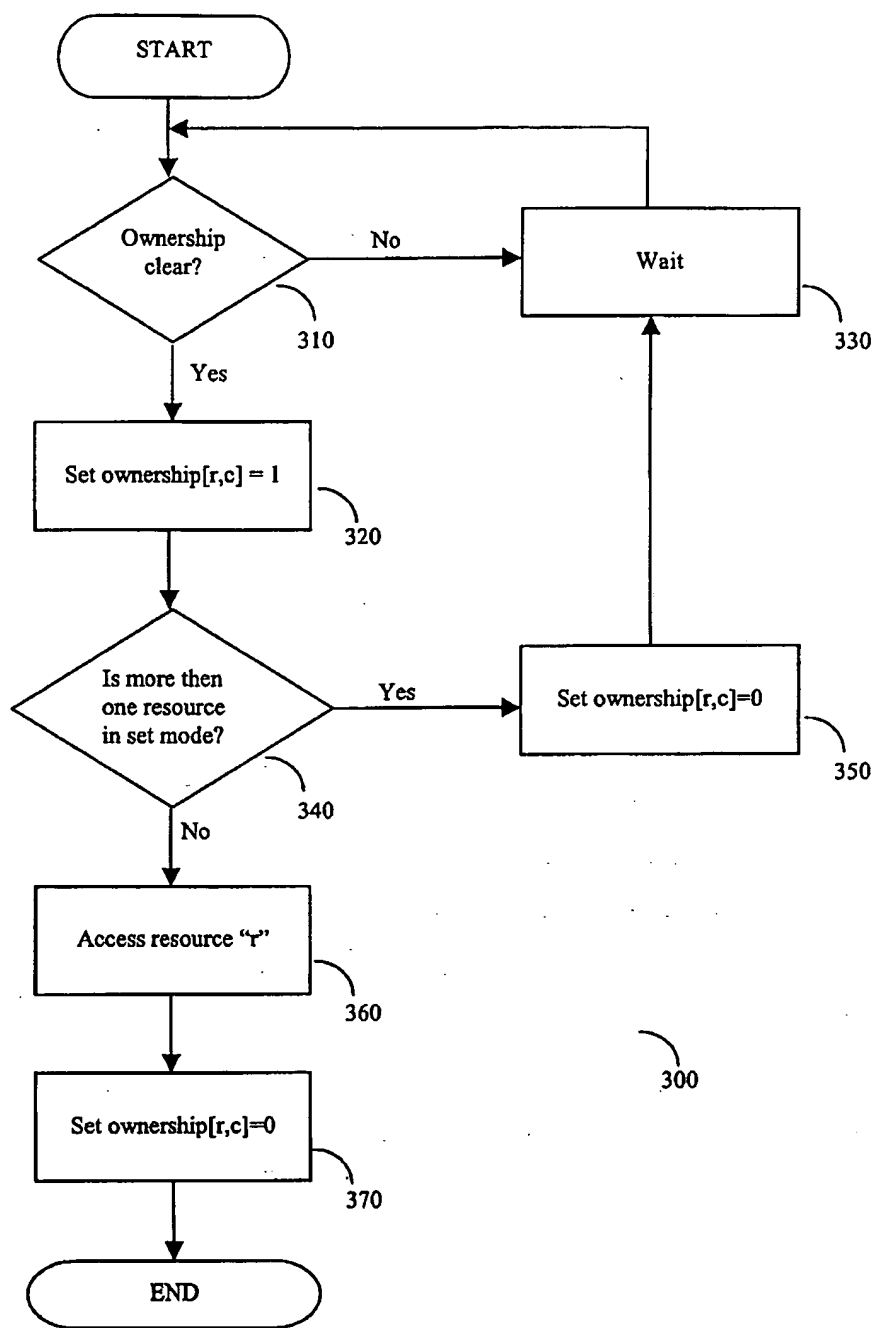 START
Ownership
clear?
No
Wait
310
330
Yes
Set ownership[r,c] = 1
320
Is more then
one resource
in set mode?
Yes
Set ownership[r,c]=0
340
350
No
Access resource “r”
360
300
Set ownership[r,c]=0
370
END